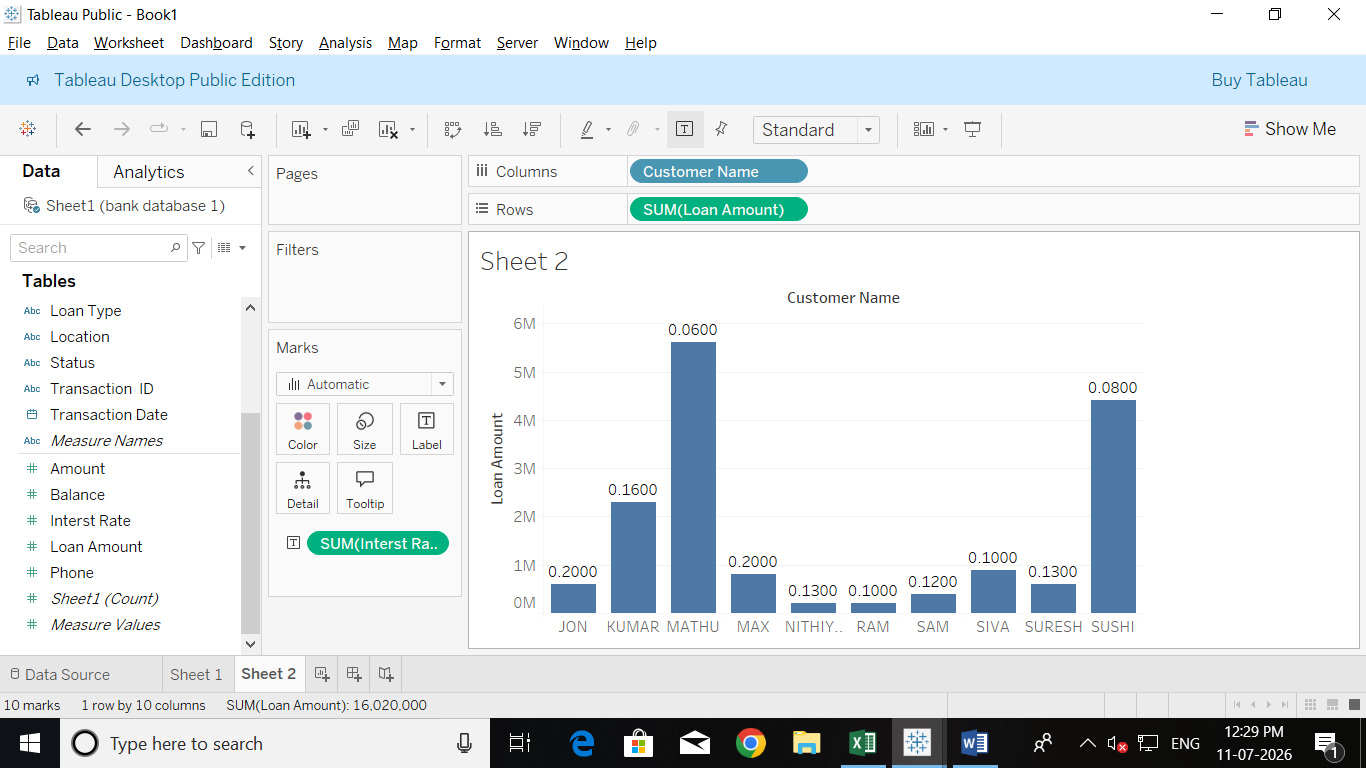 Tableau Public - Book1
File Data Worksheet Dashboard Story Analysis Map Format Server Window Help
Tableau Desktop Public Edition
Buy Tableau
Standard
Show Me
Data Analytics
Sheet1 (bank database 1)
Search
Tables
Abc Loan Type
Abc Location
Abc Status
Abc Transaction ID
Transaction Date
Abc Measure Names
# Amount
# Balance
# Interst Rate
# Loan Amount
# Phone
# Sheet1 (Count)
# Measure Values
Pages
Filters
Marks
Automatic
Color Size Label
Detail Tooltip
SUM(Interst Ra..
Columns Customer Name
Rows SUM(Loan Amount)
Sheet 2
Customer Name
Loan Amount
6M
5M
4M
3M
2M
1M
0M
0.2000
0.1600
0.0600
0.2000
0.1300
0.1000
0.1200
0.1000
0.1300
0.0800
JON KUMAR MATHU MAX NITHIY.. RAM SAM SIVA SURESH SUSHI
Data Source Sheet 1 Sheet 2
10 marks 1 row by 10 columns SUM(Loan Amount): 16,020,000
Type here to search
ENG
12:29 PM
11-07-2026
1